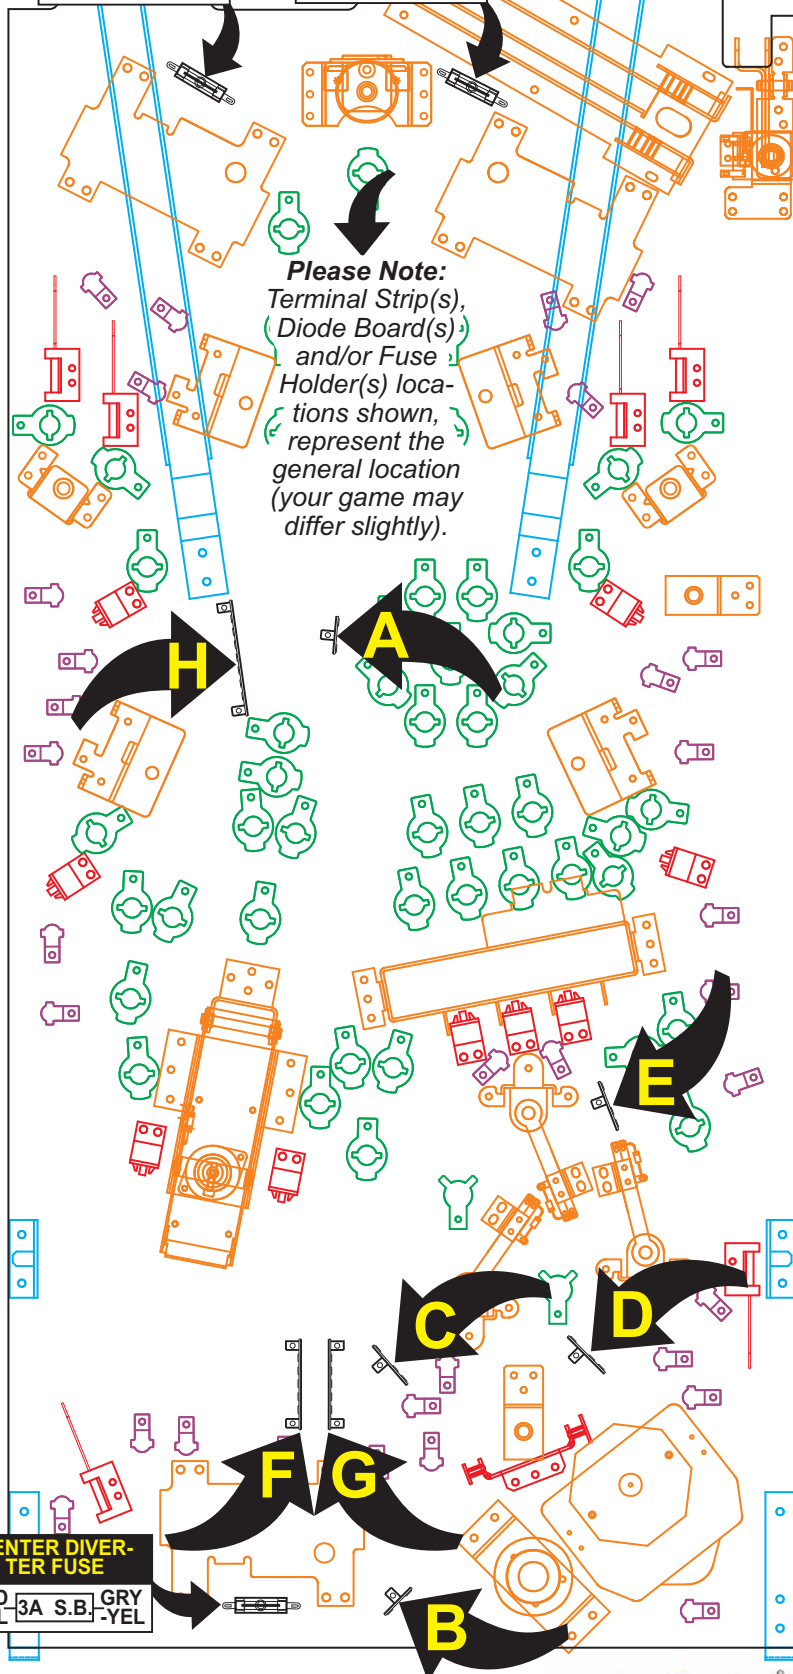 Please Note:
Terminal Strip(s),
Diode Board(s)
and/or Fuse
Holder(s) loca-
tions shown,
represent the
general location
(your game may
differ slightly).
A
H
E
C
D
F
G
ENTER DIVER-
TER FUSE
3A S.B.
GRY
-YEL
B